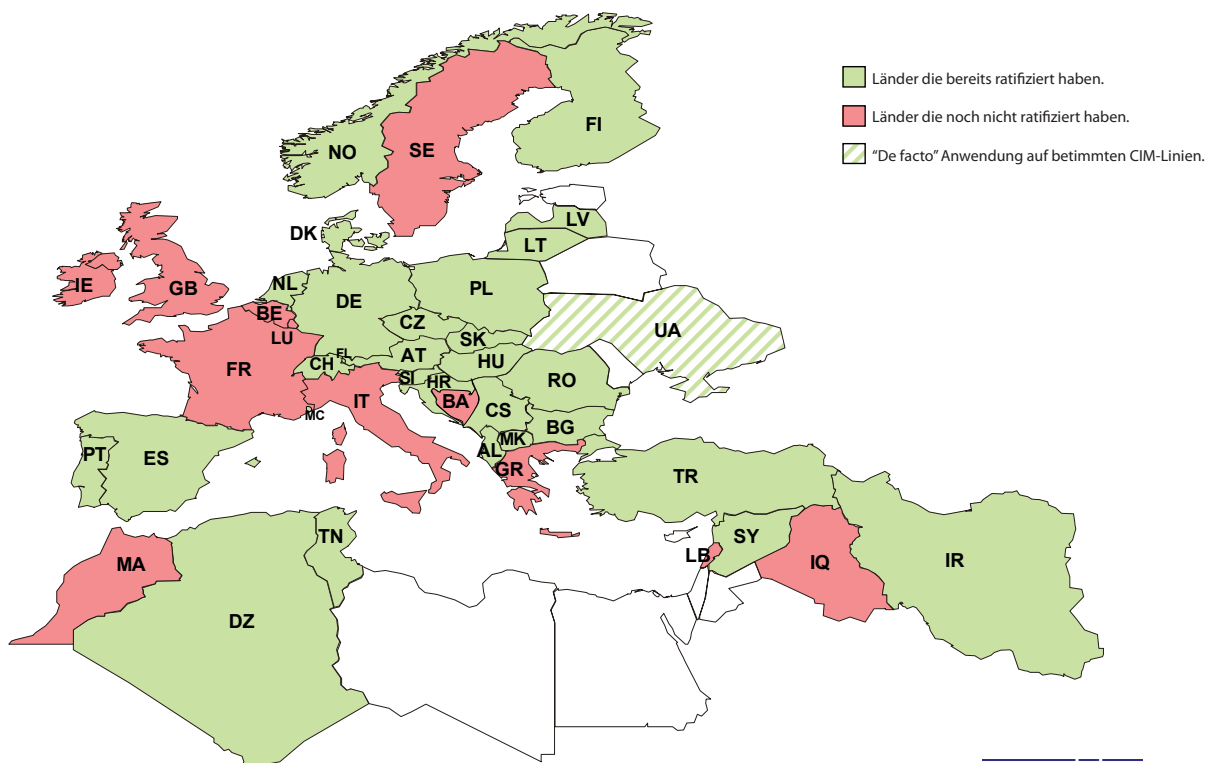 Länder die bereits ratifiziert haben.
Länder die noch nicht ratifiziert haben.
“De facto” Anwendung auf betimmten CIM-Linien.
FI
NO
SE
DK
LV
LT
IE
GB
NL
DE
PL
BE
LU
CZ
SK
UA
FR
CH
FL
AT
HU
SI
HR
RO
IT
BA
CS
MC
BG
MK
PT
ES
AL
GR
TR
TN
SY
MA
LB
IQ
IR
DZ